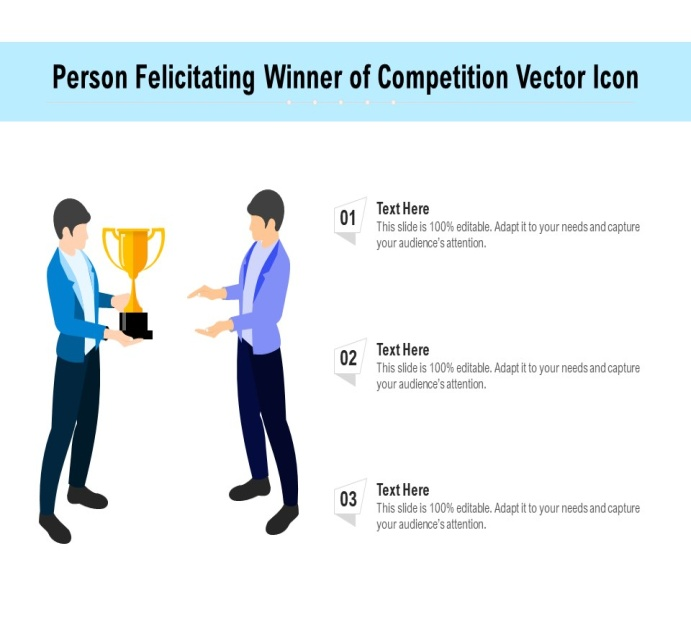 Person Felicitating Winner of Competition Vector Icon
01
Text Here
This slide is 100% editable. Adapt it to your needs and capture
your audience's attention.
02
Text Here
This slide is 100% editable. Adapt it to your needs and capture
your audience's attention.
03
Text Here
This slide is 100% editable. Adapt it to your needs and capture
your audience's attention.